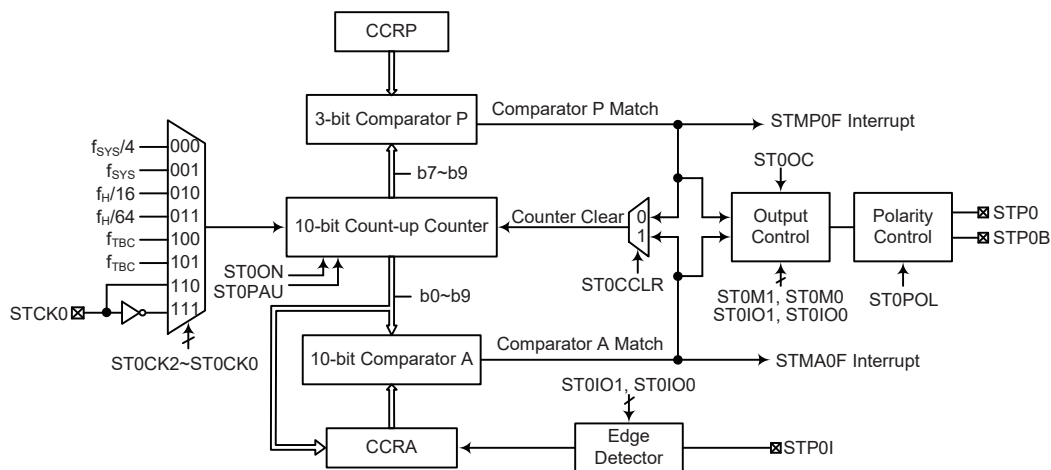 CCRP
3-bit Comparator P
Comparator P Match
STMP0F Interrupt
fSYS/4
000
fSYS
001
fH/16
010
fH/64
011
fTBC
100
fTBC
101
110
111
STCK0
ST0CK2~ST0CK0
b7~b9
10-bit Count-up Counter
ST0ON
ST0PAU
b0~b9
Counter Clear
0
1
ST0CCLR
ST0OC
Output
Control
ST0M1, ST0M0
ST0IO1, ST0IO0
Polarity
Control
ST0POL
STP0
STP0B
10-bit Comparator A
Comparator A Match
STMA0F Interrupt
ST0IO1, ST0IO0
CCRA
Edge
Detector
STP0I